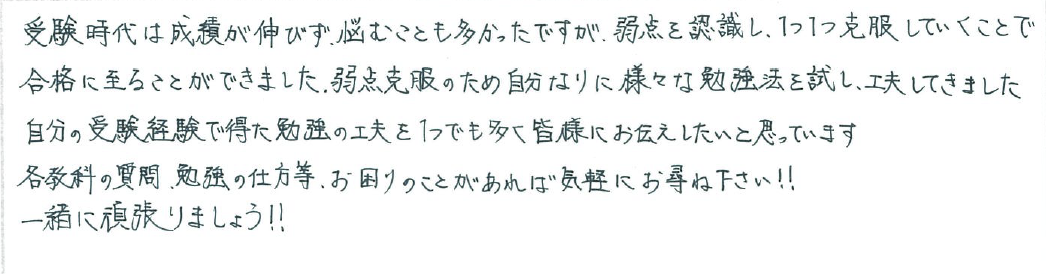 受験時代は成積が伸びず、悩むことも多かったですが、弱点を認識し、1つ1つ克服していくことで
合格に至ることができました。弱点克服のため自分なりに様々な勉強法を試し、工夫してきました
自分の受験経験で得た勉強の工夫を1つでも多く皆様にお伝えしたいと思っています
各教科の質問、勉強の仕方等、お困りのことがあれば気軽にお尋ね下さい!!
一緒に頑張りましょう!!